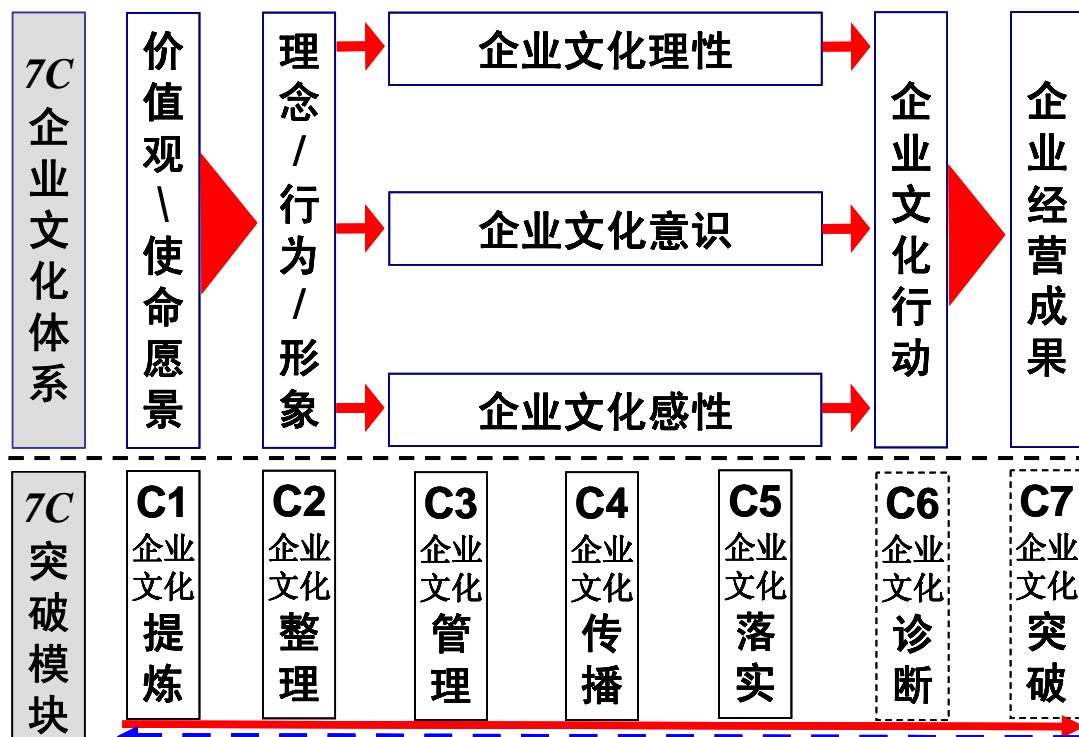 7C企业文化体系
价值观\使命愿景
理念/行为/形象
企业文化理性
企业文化意识
企业文化感性
企业文化行动
企业经营成果
7C突破模块
C1
企业
文化
提炼
C2
企业
文化
整理
C3
企业
文化
管理
C4
企业
文化
传播
C5
企业
文化
落实
C6
企业
文化
诊断
C7
企业
文化
突破